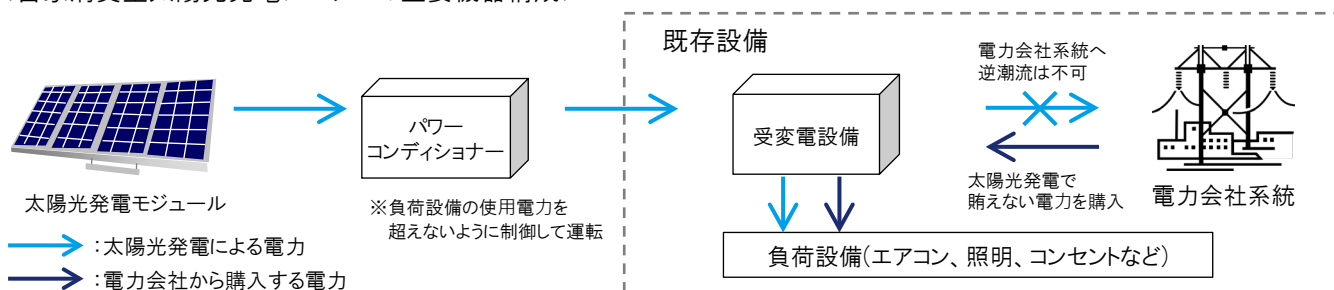 既存設備
電力会社系統へ
逆潮流は不可
パワー
コンディショナー
受変電設備
太陽光発電で
賄えない電力を購入
電力会社系統
太陽光発電モジュール
※負荷設備の使用電力を
超えないように制御して運転
:太陽光発電による電力
:電力会社から購入する電力
負荷設備(エアコン、照明、コンセントなど)